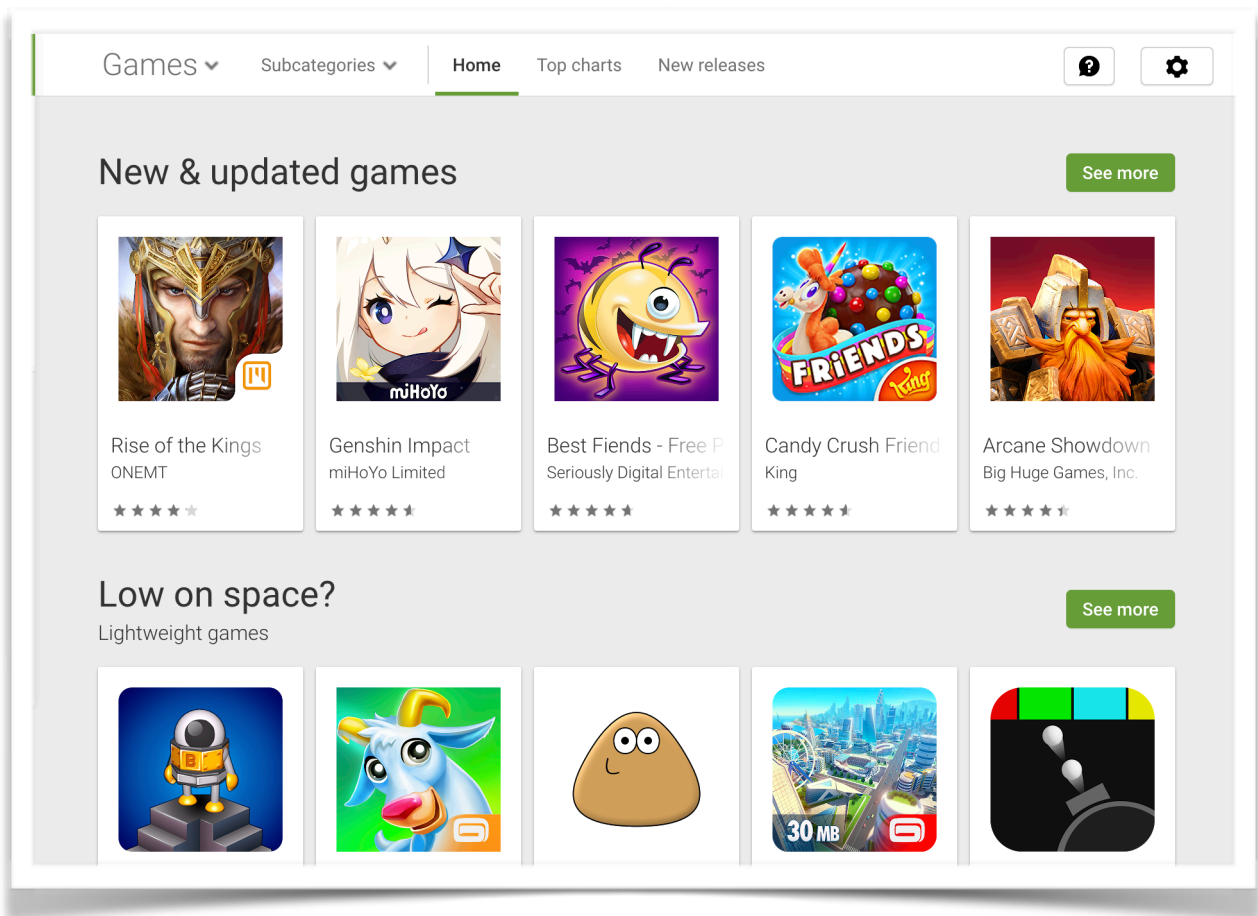 Games
Subcategories
Home
Top charts
New releases
New & updated games
See more
miHoYo
FRiENDS
King
Rise of the Kings
ONEMT
Genshin Impact
miHoYo Limited
Best Fiends - Free P
Seriously Digital Enterta
Candy Crush Friend
King
Arcane Showdown
Big Huge Games, Inc.
Low on space?
Lightweight games
See more
B
30 MB